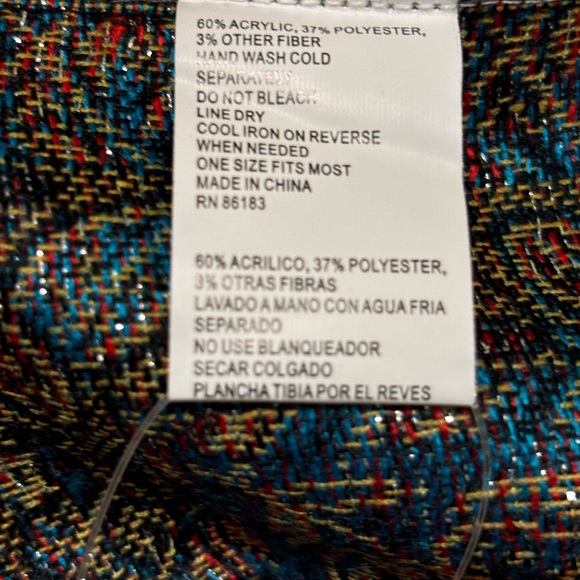 60% ACRYLIC, 37% POLYESTER,
3% OTHER FIBER
HAND WASH COLD
SEPARATELY
DO NOT BLEACH
LINE DRY
COOL IRON ON REVERSE
WHEN NEEDED
ONE SIZE FITS MOST
MADE IN CHINA
RN 86183
60% ACRILICO, 37% POLYESTER,
3% OTRAS FIBRAS
LAVADO A MANO CON AGUA FRIA
SEPARADO
NO USE BLANQUEADOR
SECAR COLGADO
PLANCHA TIBIA POR EL REVES